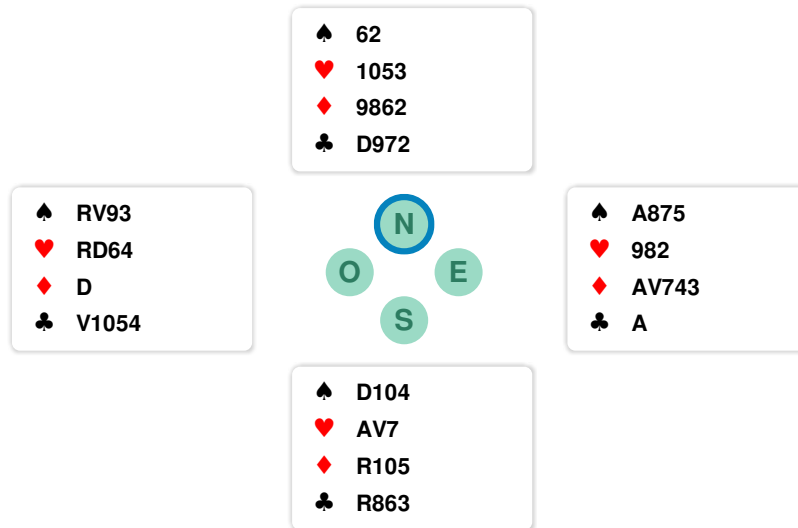 ♠ 62
♥ 1053
♦ 9862
♣ D972
♠ RV93
♥ RD64
♦ D
♣ V1054
N
O E
S
♠ A875
♥ 982
♦ AV743
♣ A
♠ D104
♥ AV7
♦ R105
♣ R863